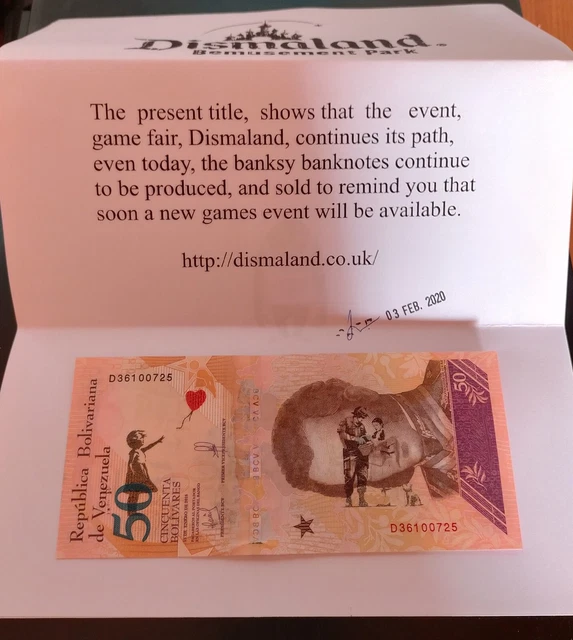 Dismaland®
Bemusement Park
The present title, shows that the event,
game fair, Dismaland, continues its path,
even today, the banksy banknotes continue
to be produced, and sold to remind you that
soon a new games event will be available.
http://dismaland.co.uk/
03 FEB. 2020
D36100725
República Bolivariana
de Venezuela
50
CINCUENTA
BOLÍVARES
50
D36100725